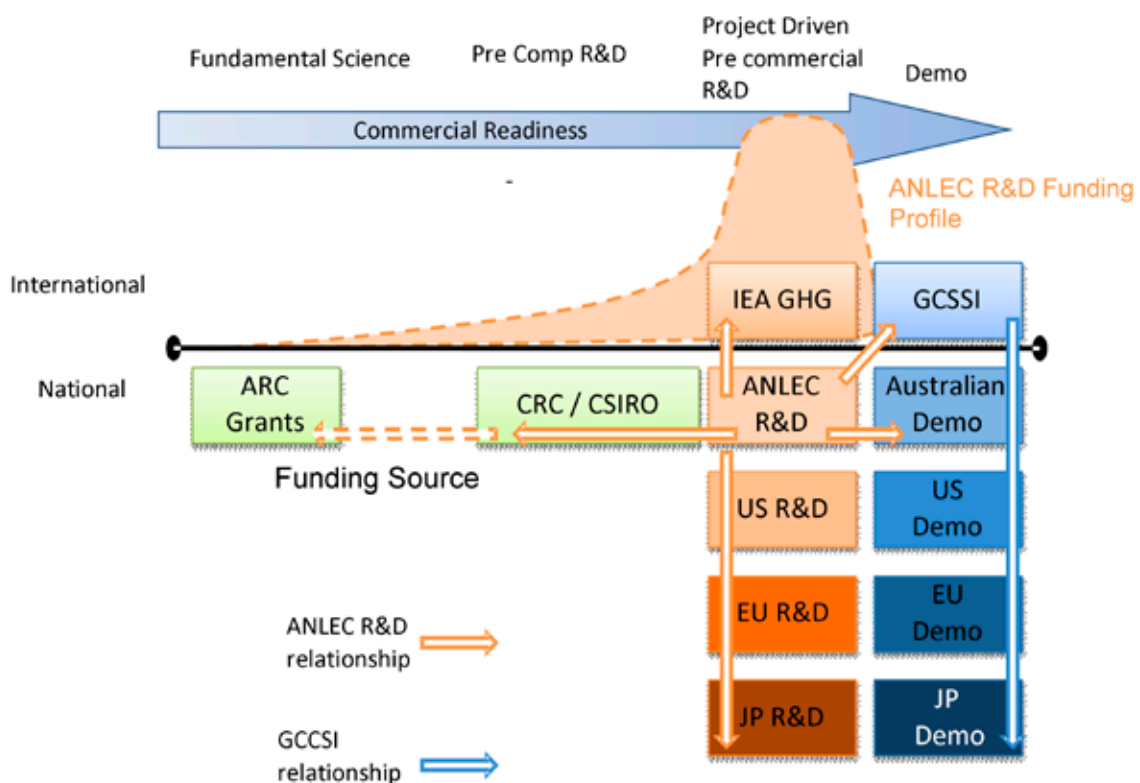 Fundamental Science
Pre Comp R&D
Project Driven
Pre commercial
R&D
Demo
Commercial Readiness
-
ANLEC R&D Funding
Profile
International
IEA GHG
GCSSI
National
ARC
Grants
CRC / CSIRO
ANLEC
R&D
Australian
Demo
Funding Source
US R&D
US
Demo
EU R&D
EU
Demo
ANLEC R&D
relationship
JP R&D
JP
Demo
GCCSI
relationship